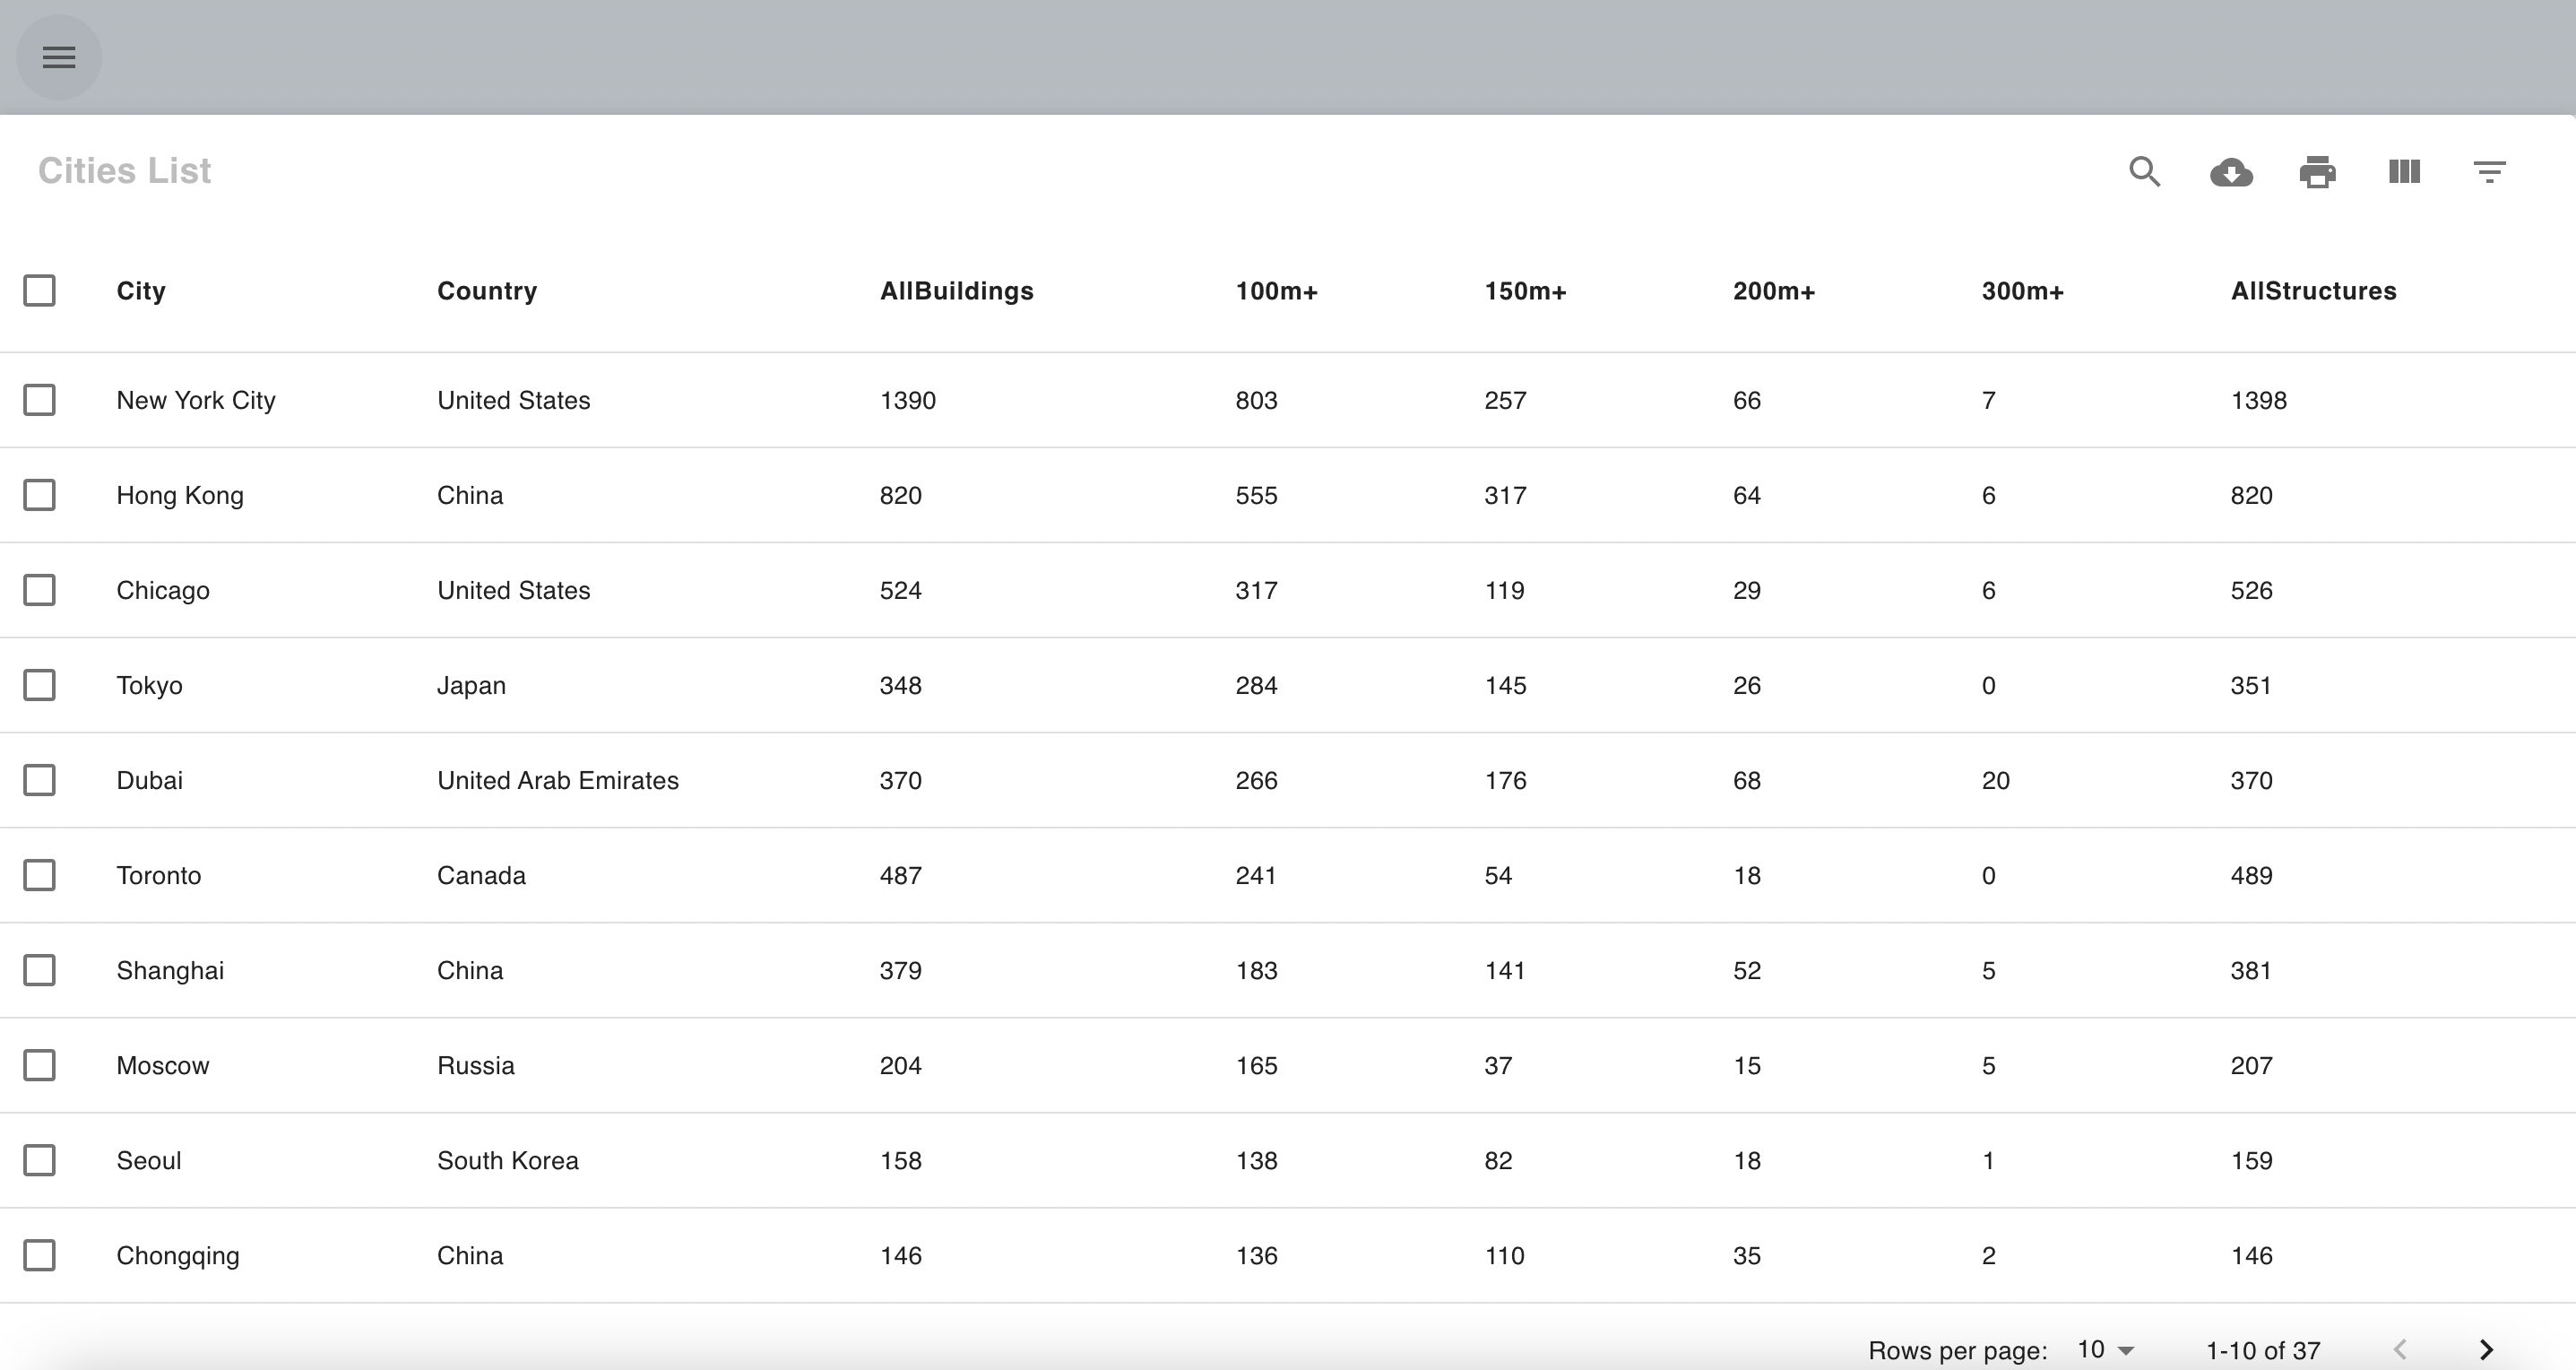 Cities List
City Country AllBuildings 100m+ 150m+ 200m+ 300m+ AllStructures
New York City United States 1390 803 257 66 7 1398
Hong Kong China 820 555 317 64 6 820
Chicago United States 524 317 119 29 6 526
Tokyo Japan 348 284 145 26 0 351
Dubai United Arab Emirates 370 266 176 68 20 370
Toronto Canada 487 241 54 18 0 489
Shanghai China 379 183 141 52 5 381
Moscow Russia 204 165 37 15 5 207
Seoul South Korea 158 138 82 18 1 159
Chongqing China 146 136 110 35 2 146
Rows per page: 10 1-10 of 37